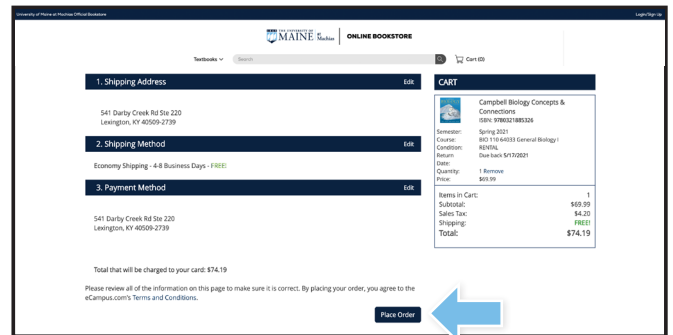 University of Maine at Machias Official Bookstore
Login/Sign Up
THE UNIVERSITY OF
MAINE at Machias
ONLINE BOOKSTORE
Textbooks
Search
Cart (0)
1. Shipping Address Edit
541 Darby Creek Rd Ste 220
Lexington, KY 40509-2739
2. Shipping Method Edit
Economy Shipping - 4-8 Business Days - FREE!
3. Payment Method Edit
541 Darby Creek Rd Ste 220
Lexington, KY 40509-2739
Total that will be charged to your card: $74.19
Please review all of the information on this page to make sure it is correct. By placing your order, you agree to the
eCampus.com's Terms and Conditions.
Place Order
CART
Campbell Biology Concepts &
Connections
ISBN: 9780321885326
Semester: Spring 2021
Course: BIO 110 64033 General Biology I
Condition: RENTAL
Return Due back 5/17/2021
Date:
Quantity: 1 Remove
Price: $69.99
Items in Cart: 1
Subtotal: $69.99
Sales Tax: $4.20
Shipping: FREE!
Total: $74.19